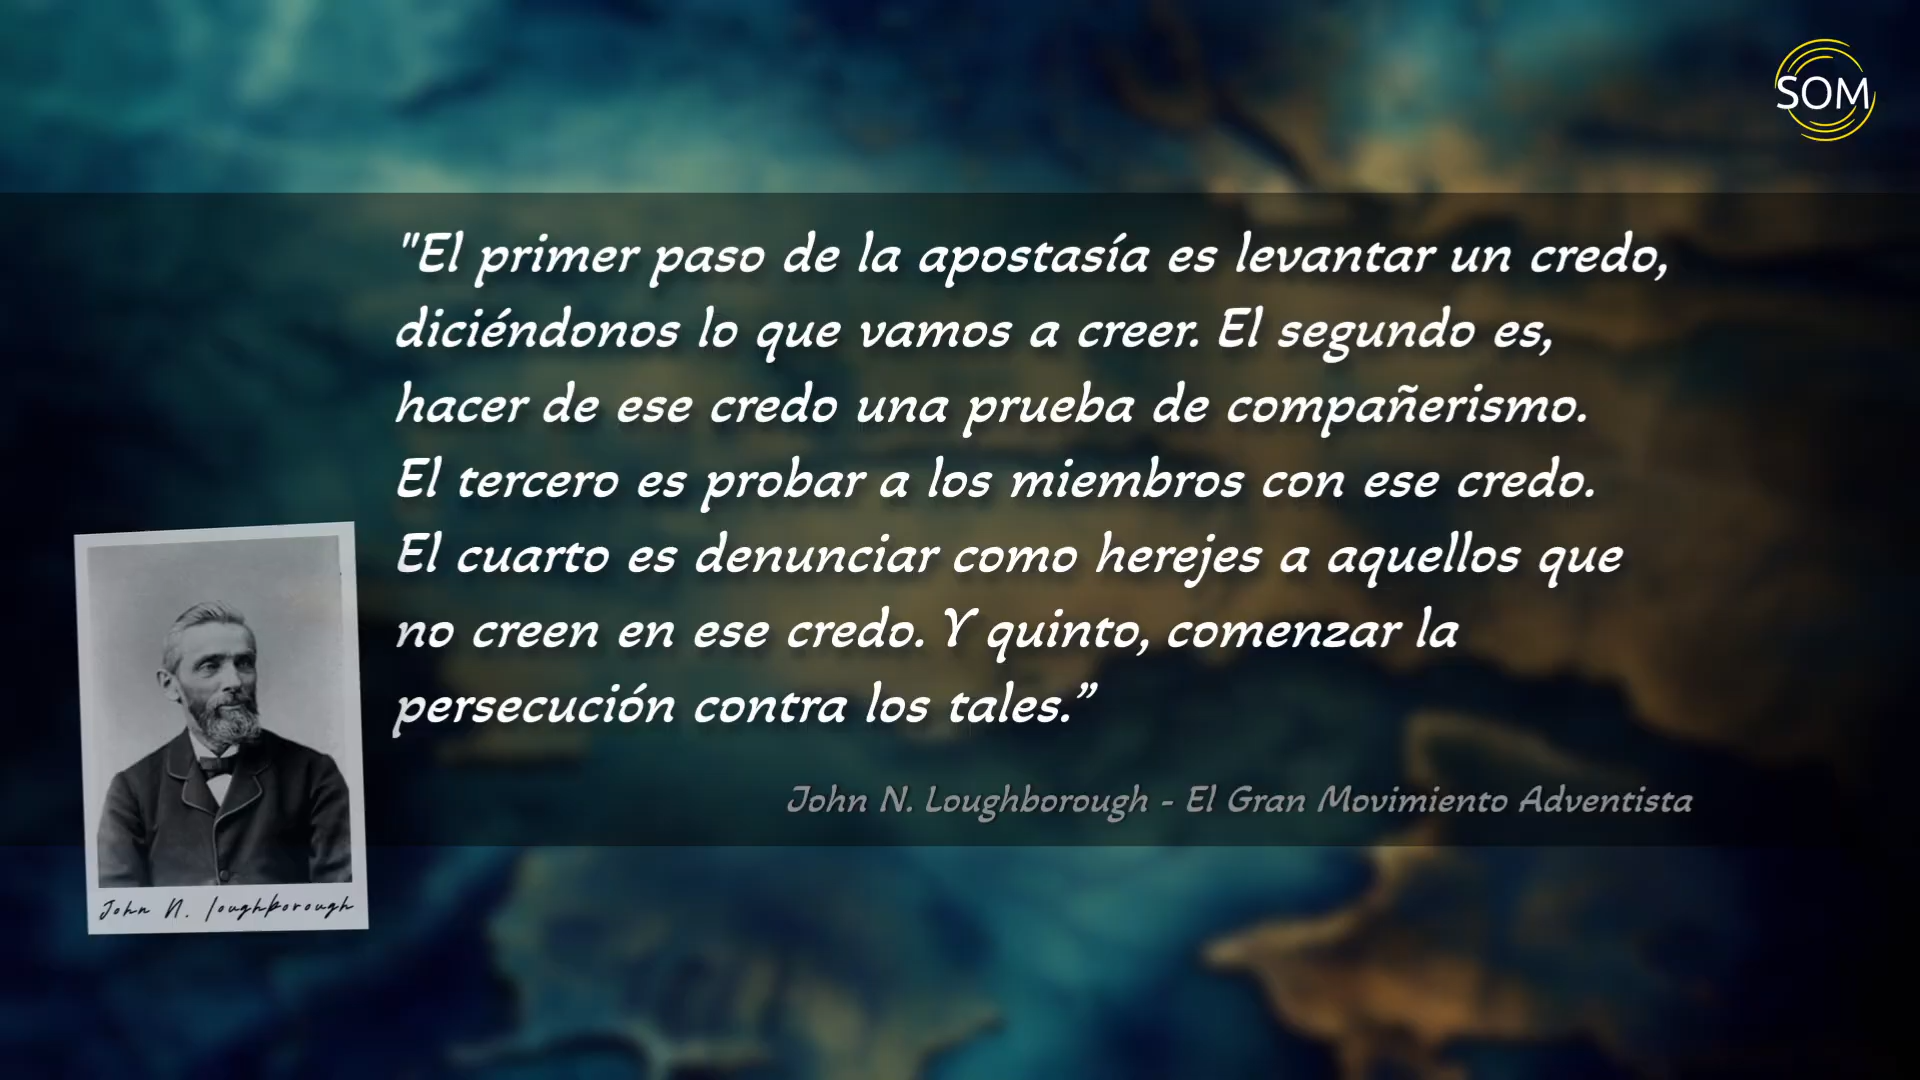 SOM
"El primer paso de la apostasía es levantar un credo,
diciéndonos lo que vamos a creer. El segundo es,
hacer de ese credo una prueba de compañerismo.
El tercero es probar a los miembros con ese credo.
El cuarto es denunciar como herejes a aquellos que
no creen en ese credo. Y quinto, comenzar la
persecución contra los tales.”
John N. Loughborough - El Gran Movimiento Adventista
John N. Loughborough